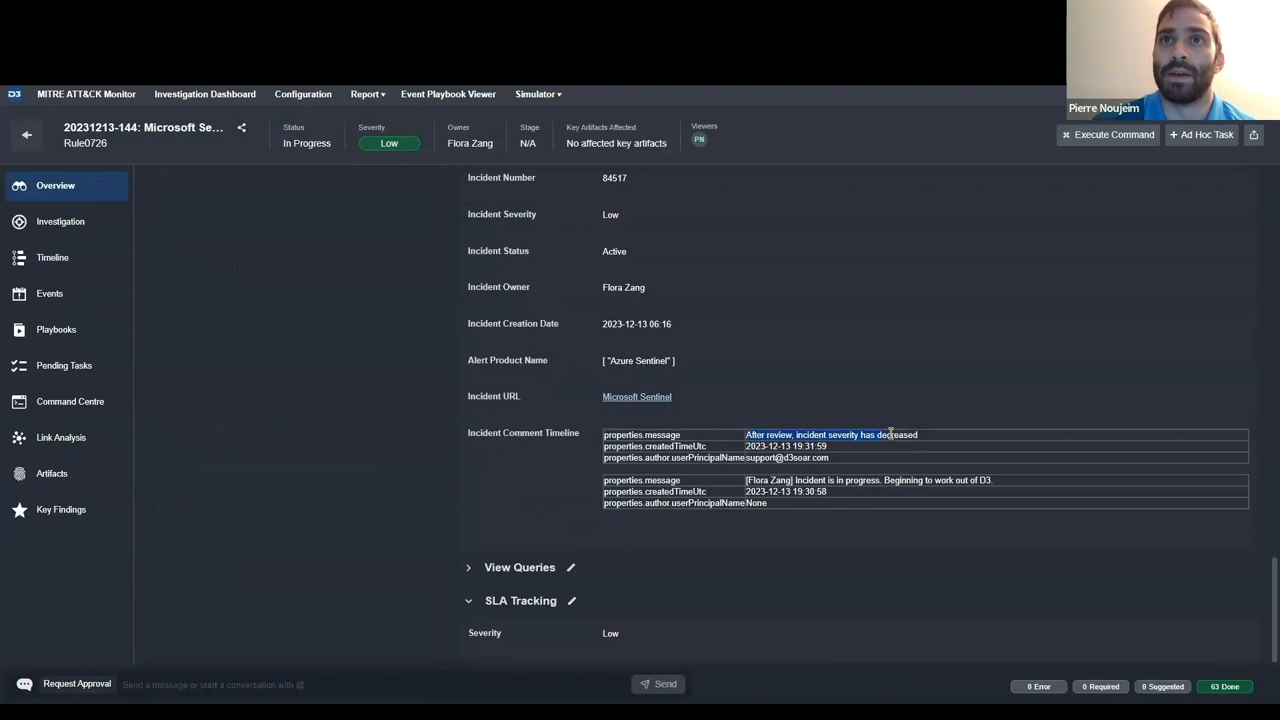 Pierre Noujeim
D3 MITRE ATT&CK Monitor Investigation Dashboard Configuration Report Event Playbook Viewer Simulator
20231213-144: Microsoft Se...
Rule0726
Status
In Progress
Severity
Low
Owner
Flora Zang
Stage
N/A
Key Artifacts Affected
No affected key artifacts
Viewers
PN
Execute Command
+ Ad Hoc Task
Overview
Investigation
Timeline
Events
Playbooks
Pending Tasks
Command Centre
Link Analysis
Artifacts
Key Findings
Incident Number 84517
Incident Severity Low
Incident Status Active
Incident Owner Flora Zang
Incident Creation Date 2023-12-13 06:16
Alert Product Name [ "Azure Sentinel" ]
Incident URL Microsoft Sentinel
Incident Comment Timeline
properties.message After review, incident severity has decreased
properties.createdTimeUtc 2023-12-13 19:31:59
properties.author.userPrincipalName support@d3soar.com
properties.message [Flora Zang] Incident is in progress. Beginning to work out of D3.
properties.createdTimeUtc 2023-12-13 19:30:58
properties.author.userPrincipalName None
View Queries
SLA Tracking
Severity Low
Request Approval Send a message or start a conversation with @ Send
0 Error 0 Required 0 Suggested 63 Done